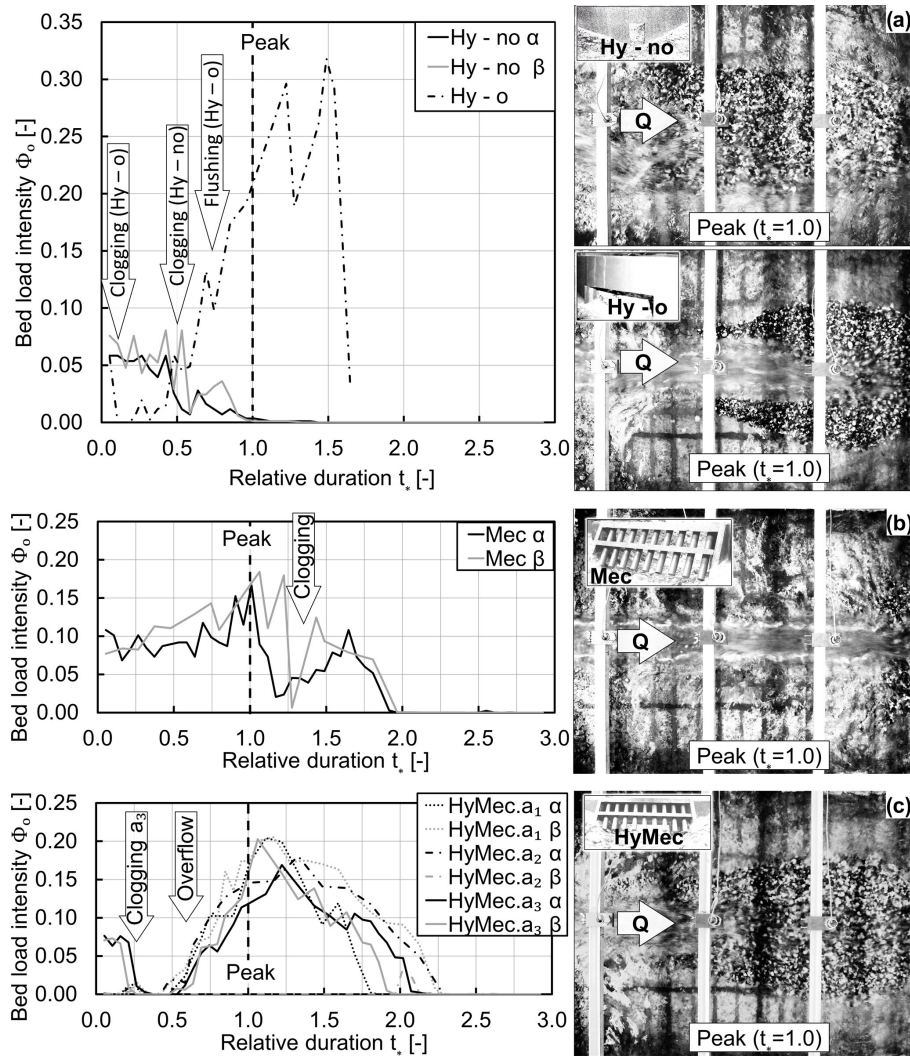 0.35
0.30
0.25
0.20
0.15
0.10
0.05
0.00
Bed load intensity Φo [-]
Clogging (Hy – o)
Clogging (Hy – no)
Flushing (Hy – o)
Peak
Hy - no α
Hy - no β
Hy - o
0.0 0.5 1.0 1.5 2.0 2.5 3.0
Relative duration t* [-]
(a)
Hy - no
Q
Peak (t*=1.0)
Hy - o
Q
Peak (t*=1.0)
0.25
0.20
0.15
0.10
0.05
0.00
Bed load intensity Φo [-]
Peak
Clogging
Mec α
Mec β
0.0 0.5 1.0 1.5 2.0 2.5 3.0
Relative duration t* [-]
(b)
Mec
Q
Peak (t*=1.0)
0.25
0.20
0.15
0.10
0.05
0.00
Bed load intensity Φo [-]
Clogging a3
Overflow
Peak
HyMec.a1 α
HyMec.a1 β
HyMec.a2 α
HyMec.a2 β
HyMec.a3 α
HyMec.a3 β
0.0 0.5 1.0 1.5 2.0 2.5 3.0
Relative duration t* [-]
(c)
HyMec
Q
Peak (t*=1.0)